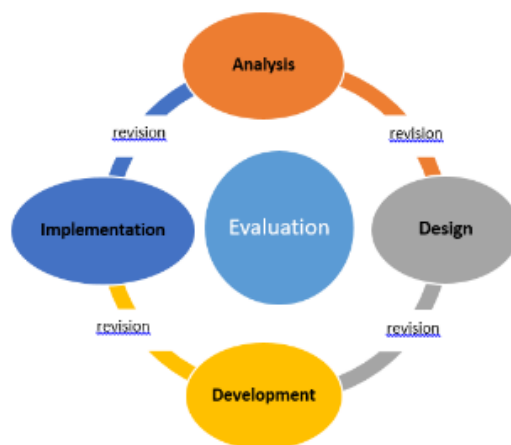 Analysis
revision
revision
Implementation
Evaluation
Design
revision
revision
Development